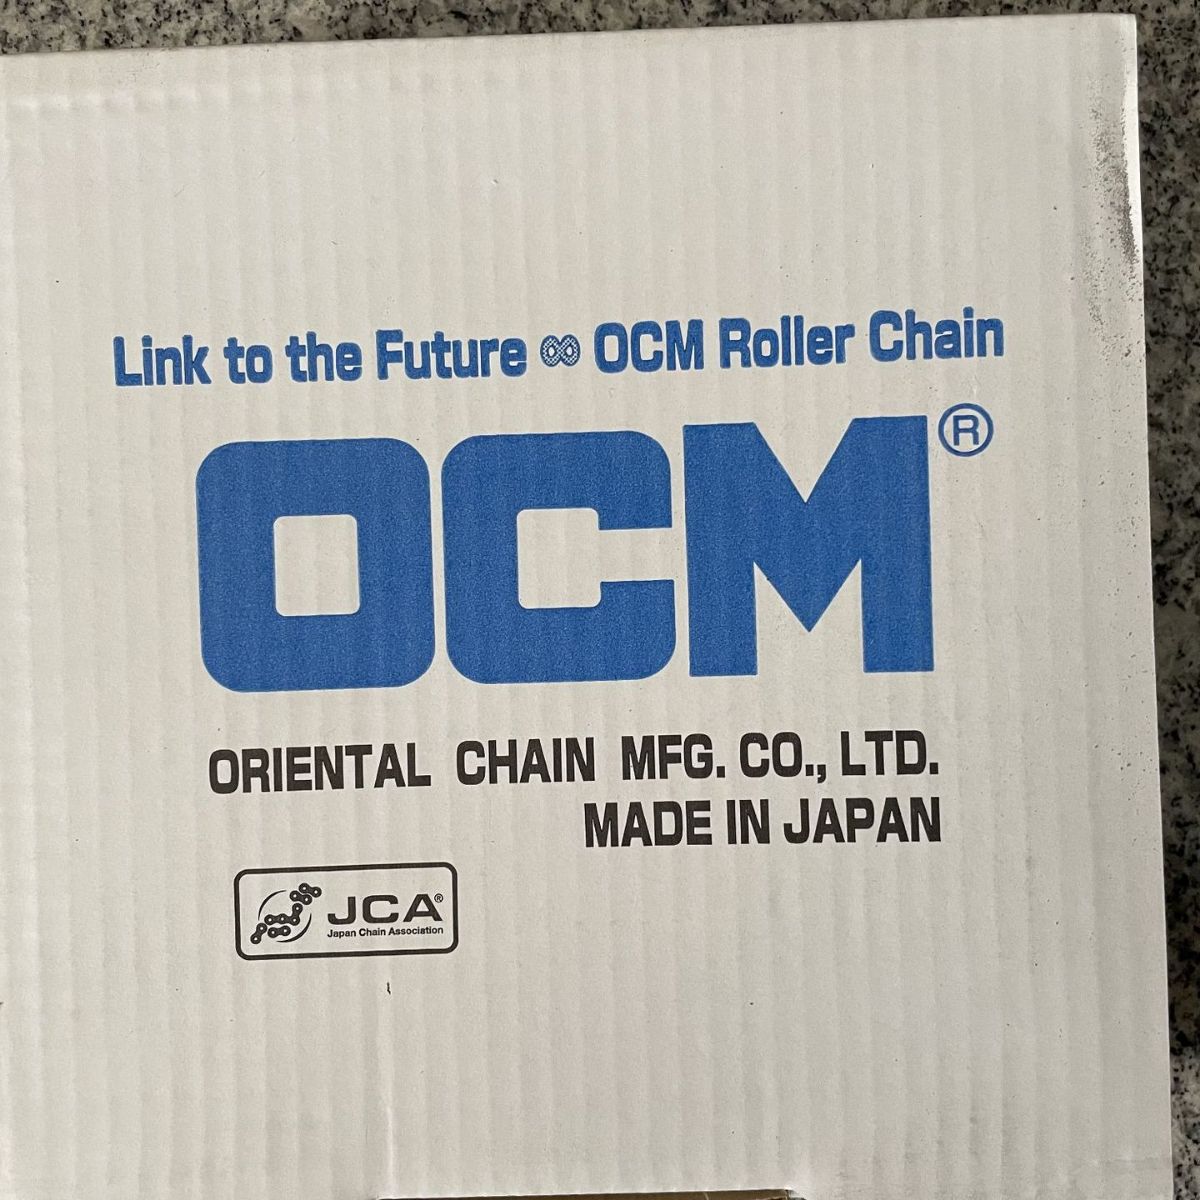 Link to the Future ∞ OCM Roller Chain
OCM®
ORIENTAL CHAIN MFG. CO., LTD.
MADE IN JAPAN
JCA®
Japan Chain Association